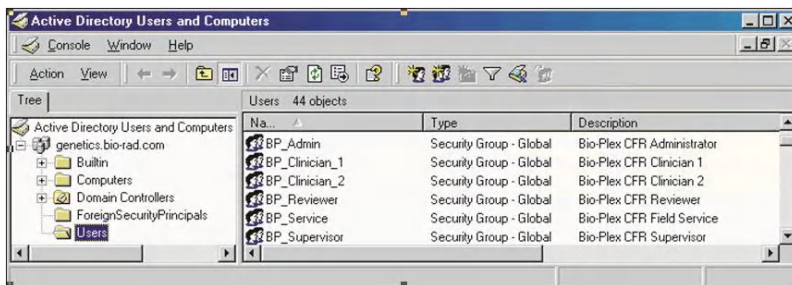 Active Directory Users and Computers
Console Window Help
Action View
Tree
Users 44 objects
Active Directory Users and Computers
genetics.bio-rad.com
Builtin
Computers
Domain Controllers
ForeignSecurityPrincipals
Users
Na... Type Description
BP_Admin Security Group - Global Bio-Plex CFR Administrator
BP_Clinician_1 Security Group - Global Bio-Plex CFR Clinician 1
BP_Clinician_2 Security Group - Global Bio-Plex CFR Clinician 2
BP_Reviewer Security Group - Global Bio-Plex CFR Reviewer
BP_Service Security Group - Global Bio-Plex CFR Field Service
BP_Supervisor Security Group - Global Bio-Plex CFR Supervisor